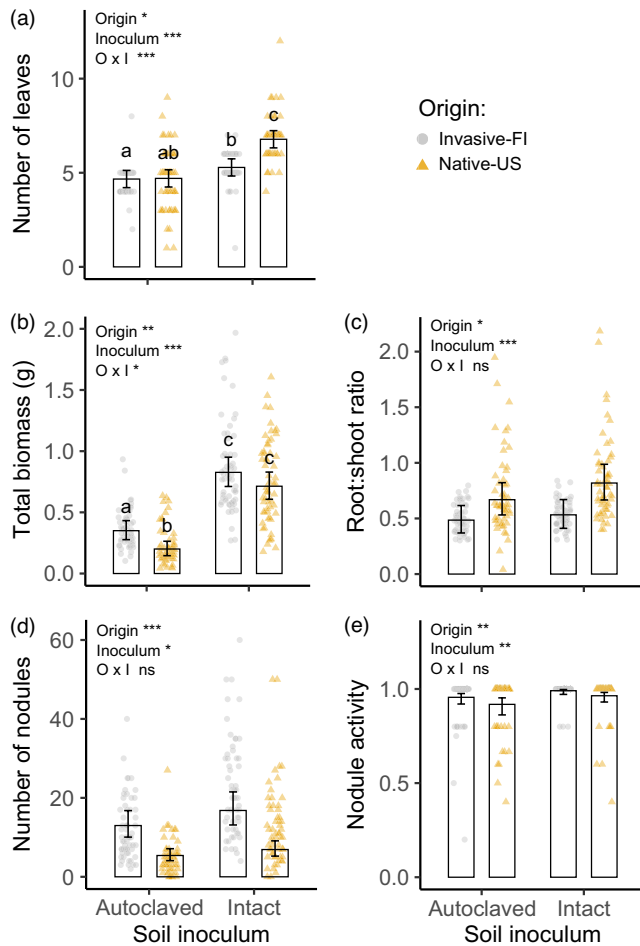 (a)
Origin *
Inoculum ***
O x I ***
Number of leaves
10
5
0
a
ab
b
c
Origin:
Invasive-FI
Native-US
(b)
Origin **
Inoculum ***
O x I *
Total biomass (g)
2.0
1.5
1.0
0.5
0.0
a
b
c
c
(c)
Origin *
Inoculum ***
O x I ns
Root:shoot ratio
2.0
1.5
1.0
0.5
0.0
(d)
Origin ***
Inoculum *
O x I ns
Number of nodules
60
40
20
0
Autoclaved
Intact
Soil inoculum
(e)
Origin **
Inoculum **
O x I ns
Nodule activity
1.0
0.5
0.0
Autoclaved
Intact
Soil inoculum